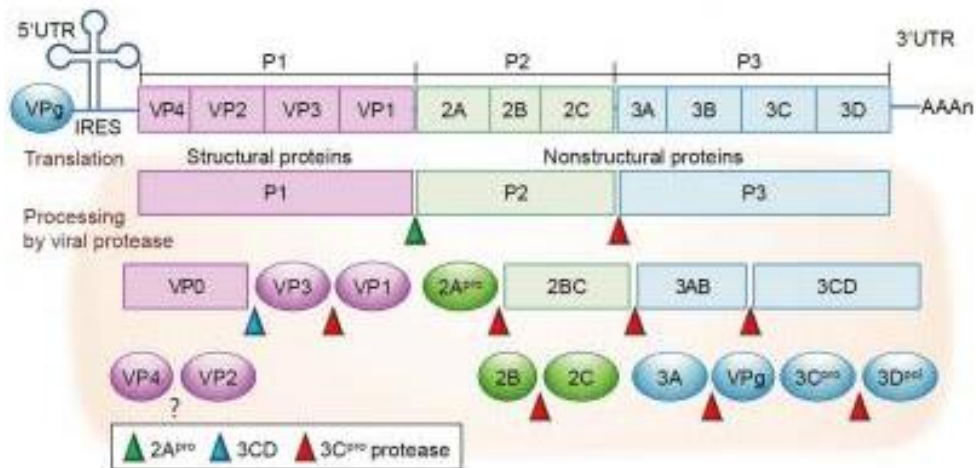 5'UTR P1 P2 P3 3'UTR
VPg IRES VP4 VP2 VP3 VP1 2A 2B 2C 3A 3B 3C 3D AAAn
Translation Structural proteins Nonstructural proteins
P1 P2 P3
Processing
by viral protease
VP0 VP3 VP1 2Apro 2BC 3AB 3CD
VP4 VP2 2B 2C 3A VPg 3Cpro 3Dpol
?
2Apro 3CD 3Cpro protease